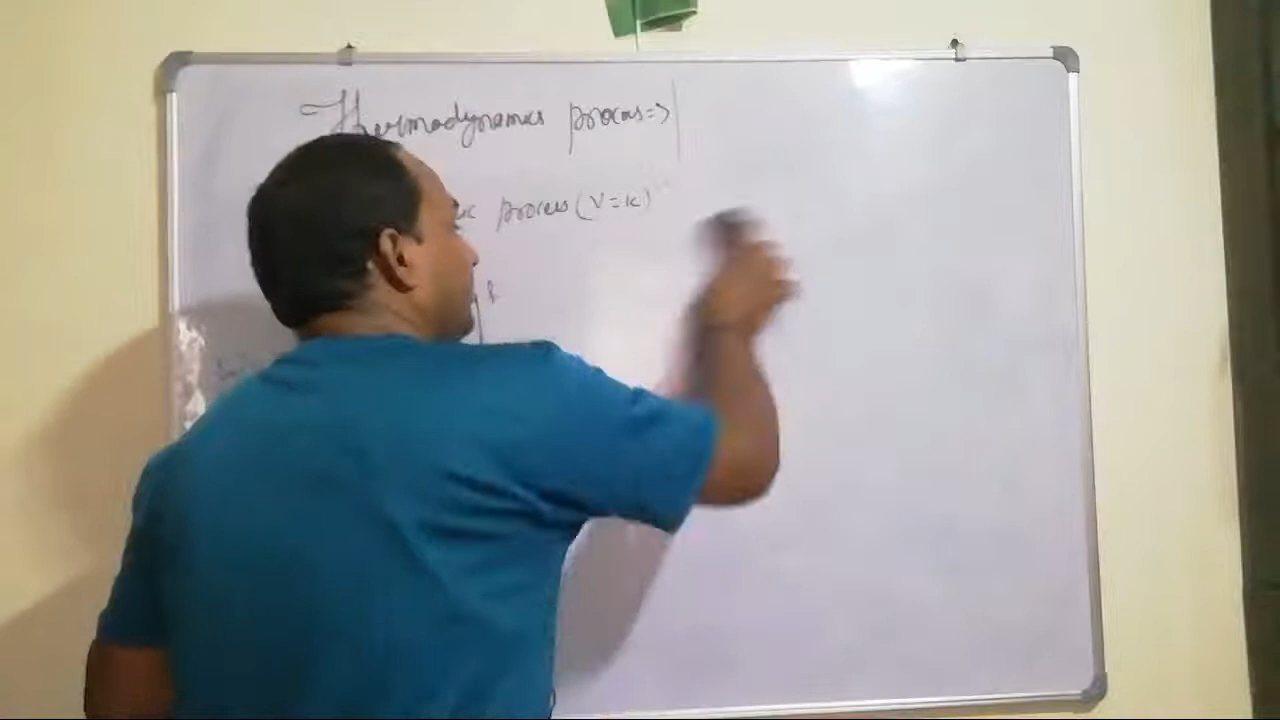 Thermodynamics process=>
process (V=k)
P